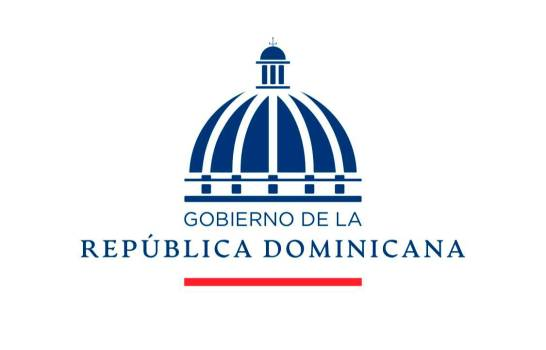 GOBIERNO DE LA
REPÚBLICA DOMINICANA